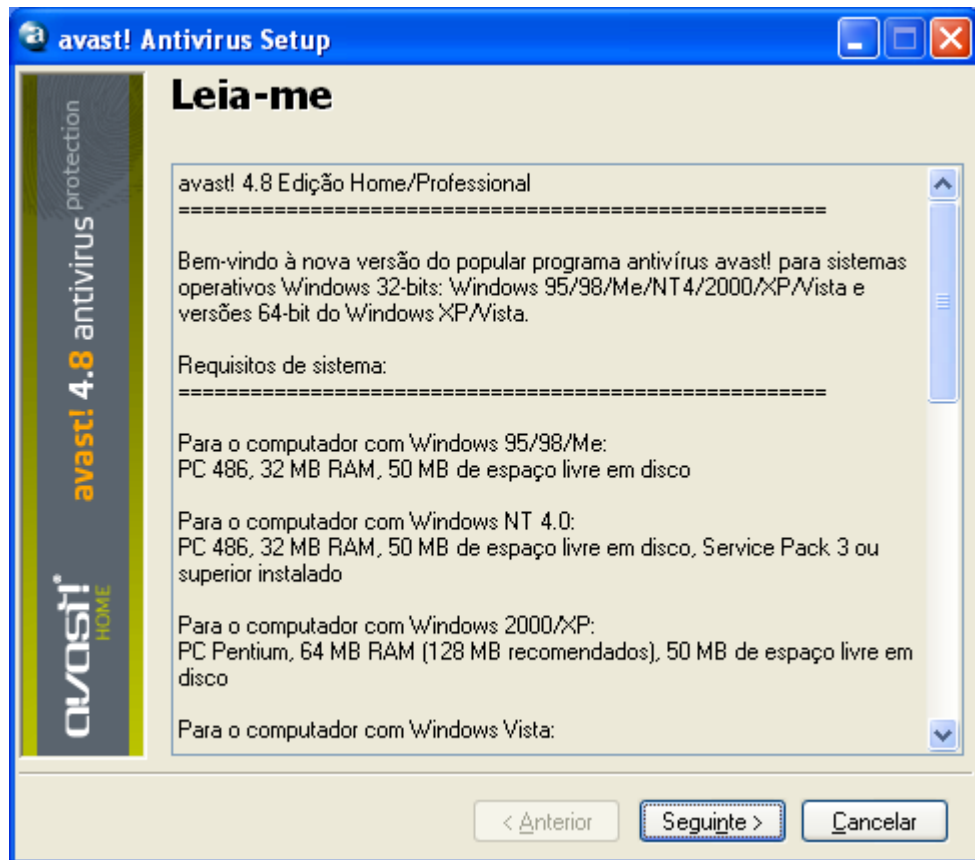 avast! Antivirus Setup
Leia-me
avast! 4.8 antivirus protection
avast! HOME
avast! 4.8 Edição Home/Professional
======================================================
Bem-vindo à nova versão do popular programa antivírus avast! para sistemas
operativos Windows 32-bits: Windows 95/98/Me/NT4/2000/XP/Vista e
versões 64-bit do Windows XP/Vista.
Requisitos de sistema:
======================================================
Para o computador com Windows 95/98/Me:
PC 486, 32 MB RAM, 50 MB de espaço livre em disco
Para o computador com Windows NT 4.0:
PC 486, 32 MB RAM, 50 MB de espaço livre em disco, Service Pack 3 ou
superior instalado
Para o computador com Windows 2000/XP:
PC Pentium, 64 MB RAM (128 MB recomendados), 50 MB de espaço livre em
disco
Para o computador com Windows Vista:
< Anterior
Seguinte >
Cancelar